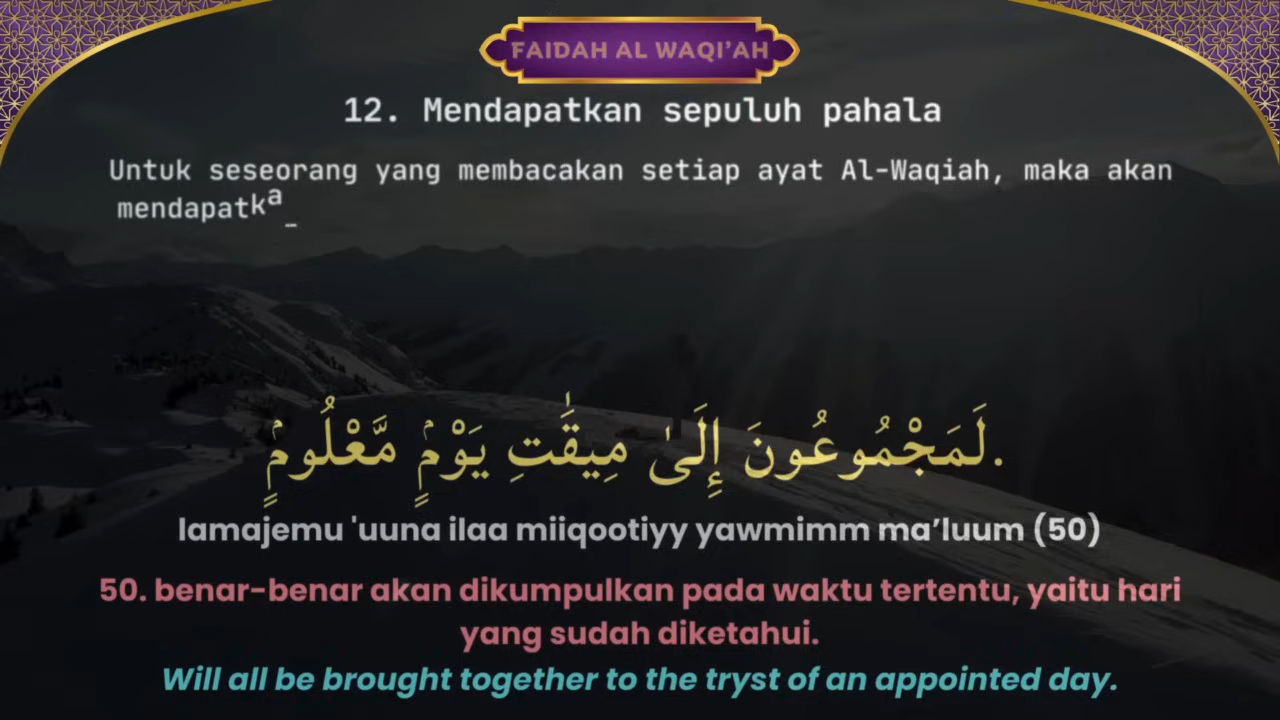 FAIDAH AL WAQI'AH
12. Mendapatkan sepuluh pahala
Untuk seseorang yang membacakan setiap ayat Al-Waqiah, maka akan
mendapatka_
لَمَجْمُوعُونَ إِلَىٰ مِيقَٰتِ يَوْمٍۢ مَّعْلُومٍۢ.
lamajemu 'uuna ilaa miiqootiyy yawmimm ma’luum (50)
50. benar-benar akan dikumpulkan pada waktu tertentu, yaitu hari
yang sudah diketahui.
Will all be brought together to the tryst of an appointed day.